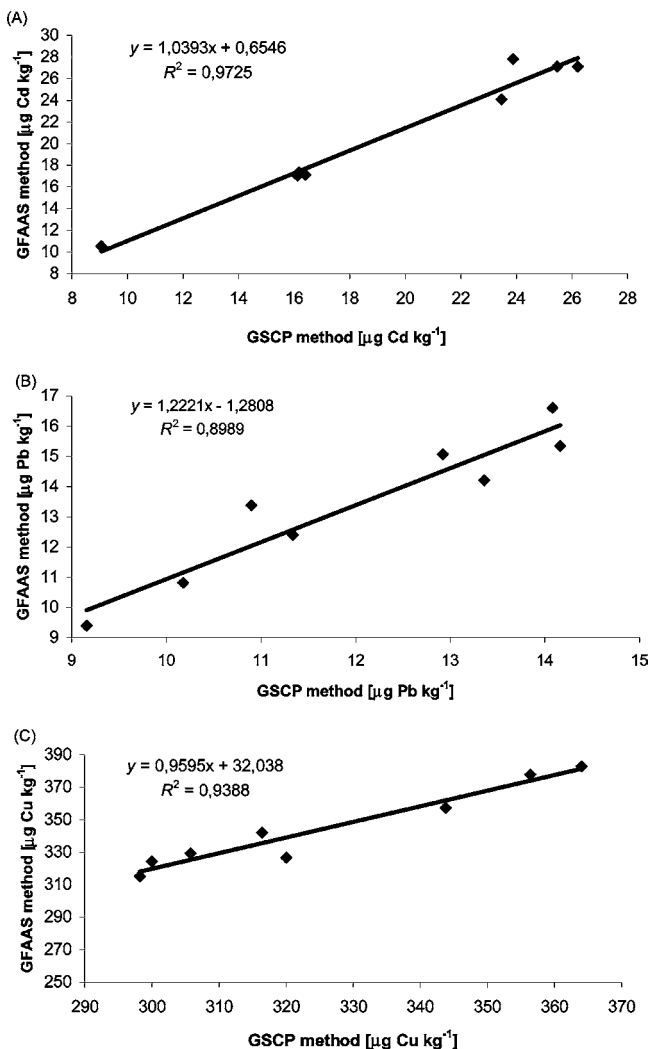 (A)
y = 1,0393x + 0,6546
R² = 0,9725
GFAAS method [µg Cd kg⁻¹]
30
28
26
24
22
20
18
16
14
12
10
8
8 10 12 14 16 18 20 22 24 26 28
GSCP method [µg Cd kg⁻¹]
(B)
y = 1,2221x - 1,2808
R² = 0,8989
GFAAS method [µg Pb kg⁻¹]
17
16
15
14
13
12
11
10
9
9 10 11 12 13 14 15
GSCP method [µg Pb kg⁻¹]
(C)
y = 0,9595x + 32,038
R² = 0,9388
GFAAS method [µg Cu kg⁻¹]
390
370
350
330
310
290
270
250
290 300 310 320 330 340 350 360 370
GSCP method [µg Cu kg⁻¹]